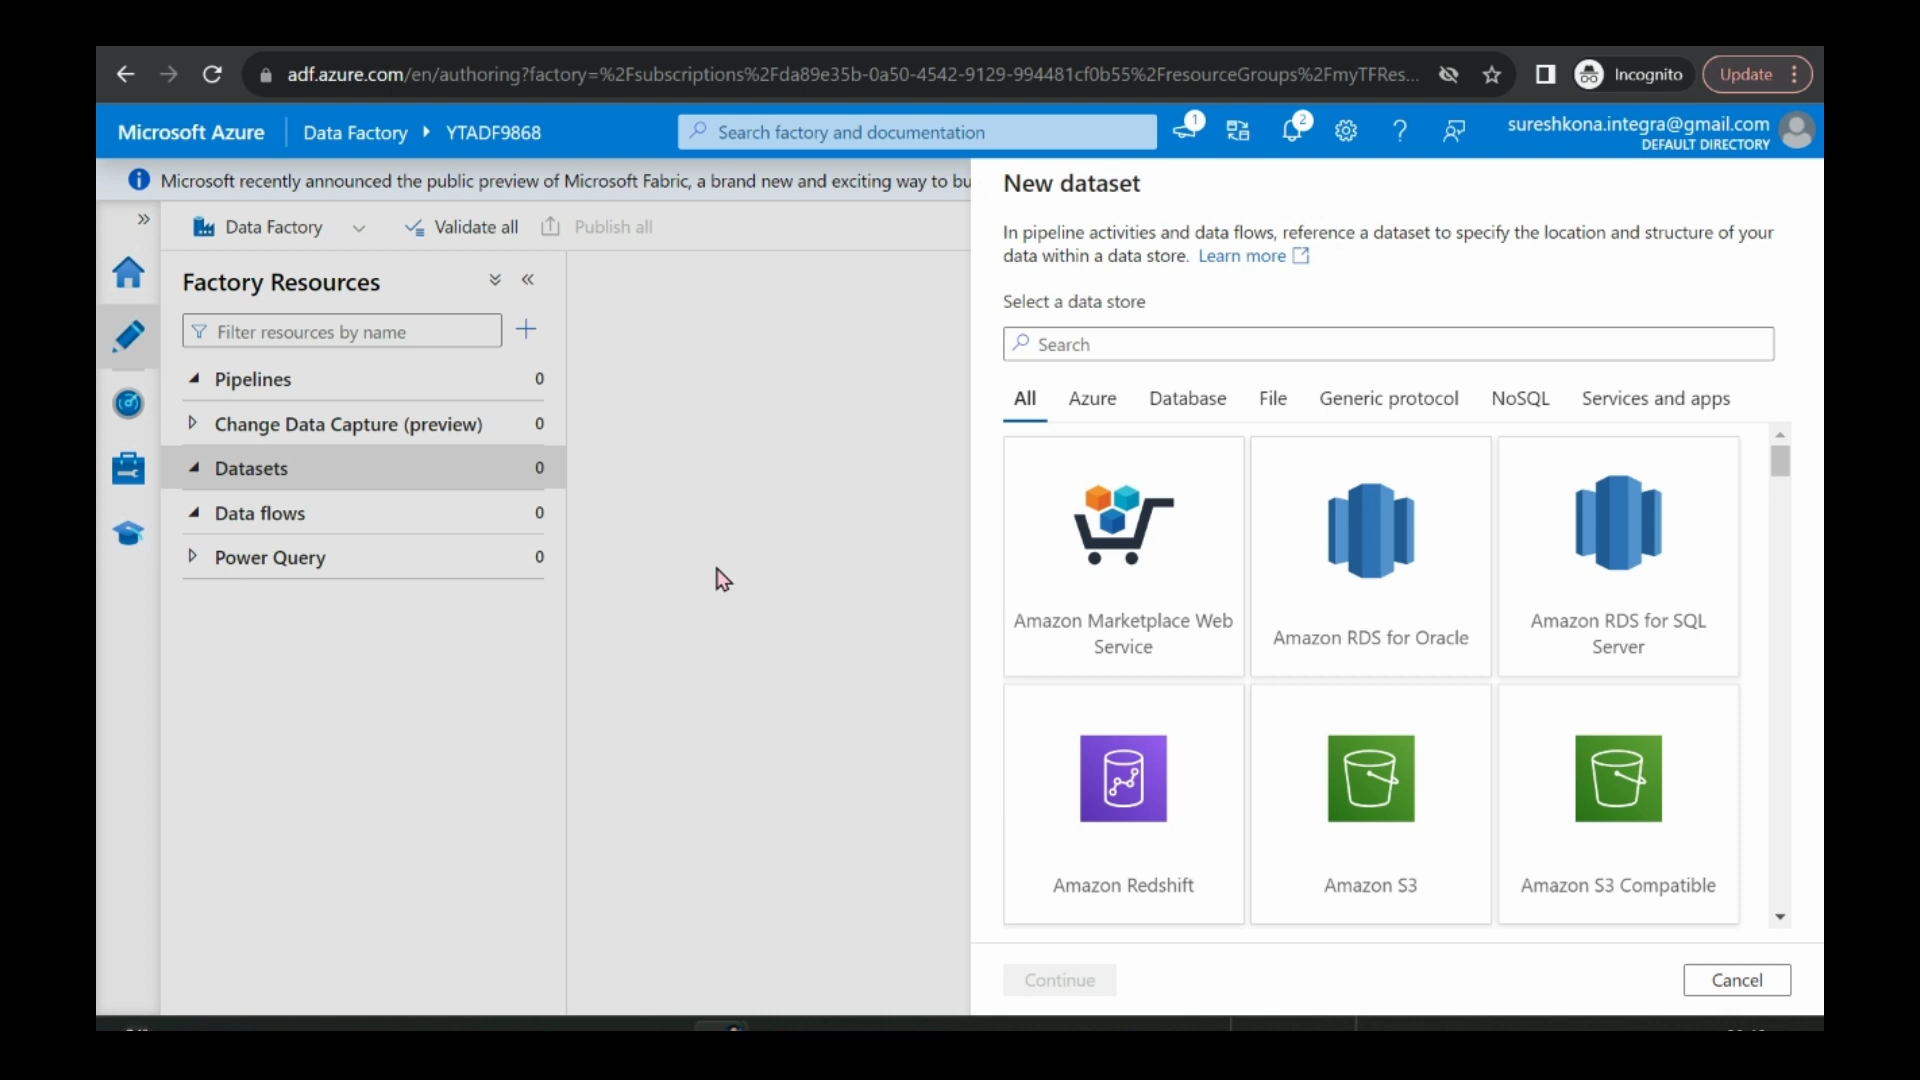 adf.azure.com/en/authoring?factory=%2Fsubscriptions%2Fda89e35b-0a50-4542-9129-994481cf0b55%2FresourceGroups%2FmyTFRes...
Incognito
Update
Microsoft Azure
Data Factory
YTADF9868
Search factory and documentation
1
2
sureshkona.integra@gmail.com
DEFAULT DIRECTORY
Microsoft recently announced the public preview of Microsoft Fabric, a brand new and exciting way to bu
Data Factory
Validate all
Publish all
Factory Resources
Filter resources by name
Pipelines 0
Change Data Capture (preview) 0
Datasets 0
Data flows 0
Power Query 0
New dataset
In pipeline activities and data flows, reference a dataset to specify the location and structure of your
data within a data store. Learn more
Select a data store
Search
All Azure Database File Generic protocol NoSQL Services and apps
Amazon Marketplace Web
Service
Amazon RDS for Oracle
Amazon RDS for SQL
Server
Amazon Redshift
Amazon S3
Amazon S3 Compatible
Continue
Cancel